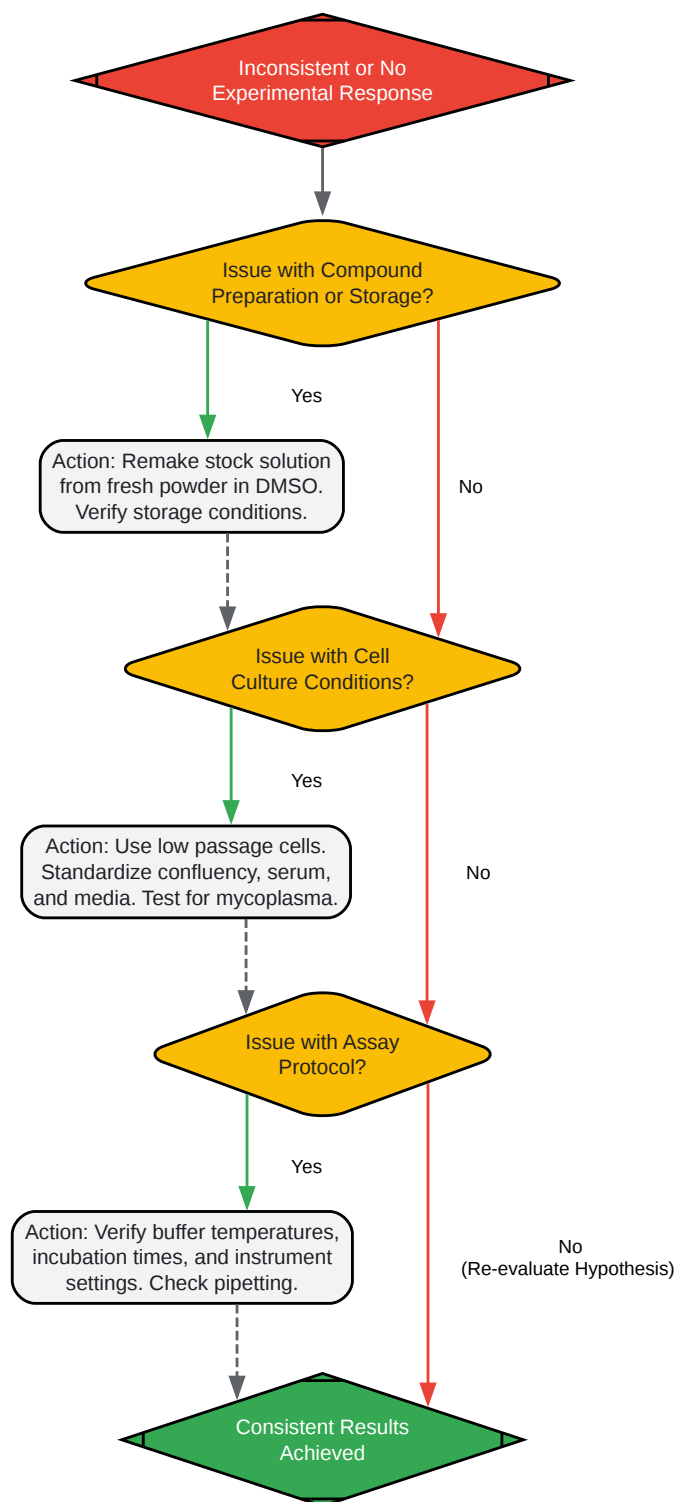 Inconsistent or No
Experimental Response
Issue with Compound
Preparation or Storage?
Yes
Action: Remake stock solution
from fresh powder in DMSO.
Verify storage conditions.
No
Issue with Cell
Culture Conditions?
Yes
Action: Use low passage cells.
Standardize confluency, serum,
and media. Test for mycoplasma.
No
Issue with Assay
Protocol?
Yes
Action: Verify buffer temperatures,
incubation times, and instrument
settings. Check pipetting.
No
(Re-evaluate Hypothesis)
Consistent Results
Achieved